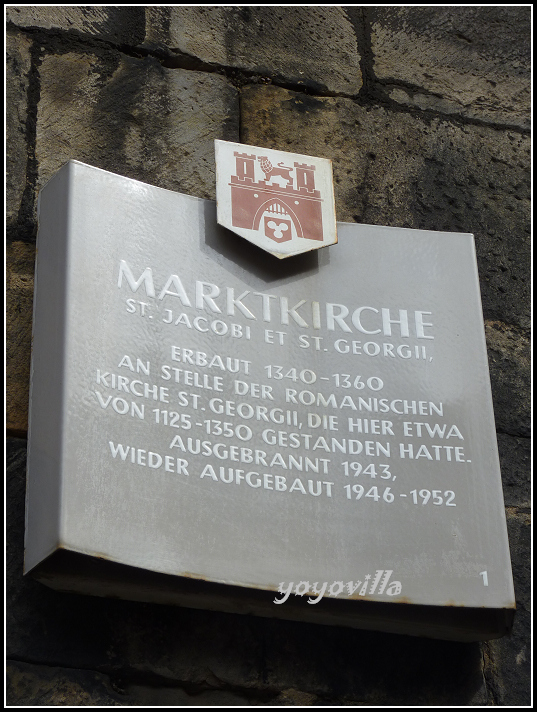 MARKTKIRCHE
ST. JACOBI ET ST. GEORGII,
ERBAUT 1340-1360
AN STELLE DER ROMANISCHEN
KIRCHE ST. GEORGII, DIE HIER ETWA
VON 1125-1350 GESTANDEN HATTE.
AUSGEBRANNT 1943,
WIEDER AUFGEBAUT 1946-1952
1
yoyovilla